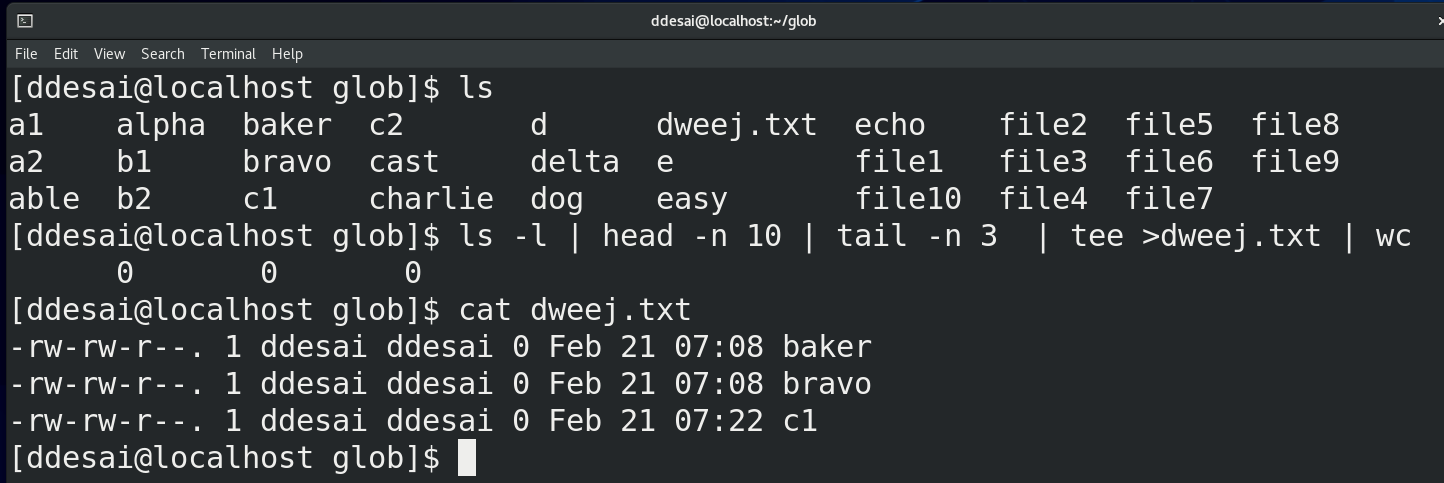 ddesai@localhost:~/glob
File Edit View Search Terminal Help
[ddesai@localhost glob]$ ls
a1 alpha baker c2 d dweej.txt echo file2 file5 file8
a2 b1 bravo cast delta e file1 file3 file6 file9
able b2 c1 charlie dog easy file10 file4 file7
[ddesai@localhost glob]$ ls -l | head -n 10 | tail -n 3  | tee >dweej.txt | wc
0 0 0
[ddesai@localhost glob]$ cat dweej.txt
-rw-rw-r--. 1 ddesai ddesai 0 Feb 21 07:08 baker
-rw-rw-r--. 1 ddesai ddesai 0 Feb 21 07:08 bravo
-rw-rw-r--. 1 ddesai ddesai 0 Feb 21 07:22 c1
[ddesai@localhost glob]$